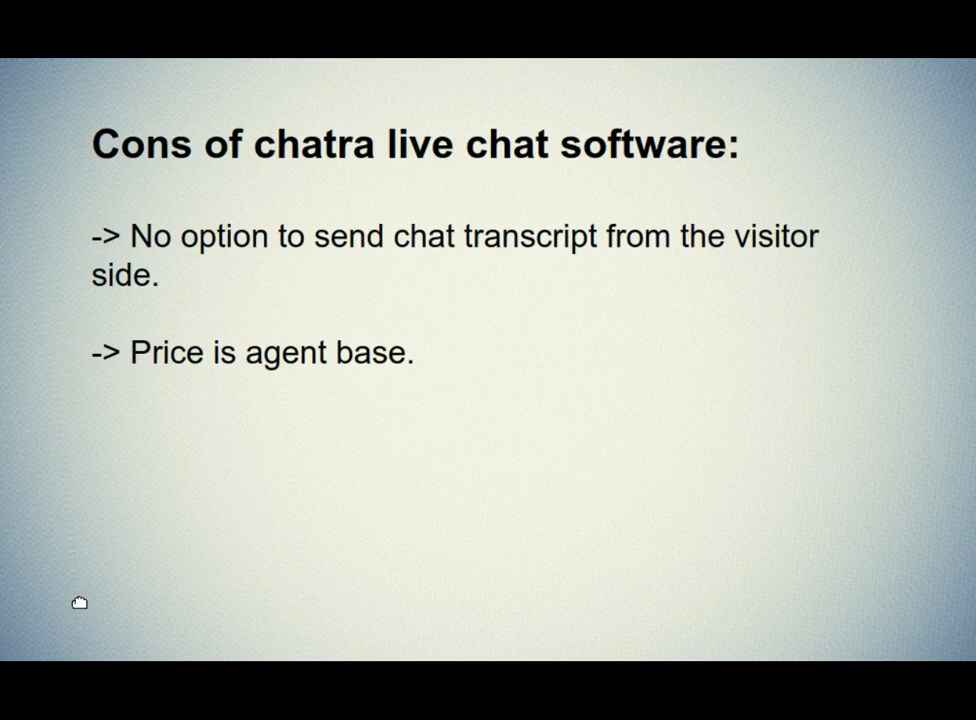 Cons of chatra live chat software:
-> No option to send chat transcript from the visitor
side.
-> Price is agent base.